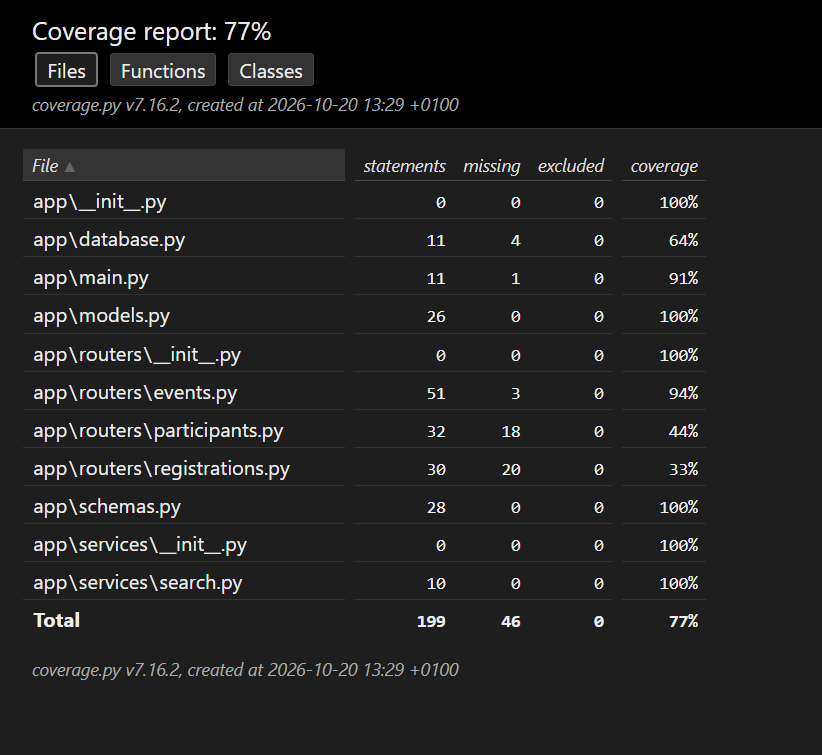 Coverage report: 77%
Files Functions Classes
coverage.py v7.16.2, created at 2026-10-20 13:29 +0100
File ▲ statements missing excluded coverage
app\__init__.py 0 0 0 100%
app\database.py 11 4 0 64%
app\main.py 11 1 0 91%
app\models.py 26 0 0 100%
app\routers\__init__.py 0 0 0 100%
app\routers\events.py 51 3 0 94%
app\routers\participants.py 32 18 0 44%
app\routers\registrations.py 30 20 0 33%
app\schemas.py 28 0 0 100%
app\services\__init__.py 0 0 0 100%
app\services\search.py 10 0 0 100%
Total 199 46 0 77%
coverage.py v7.16.2, created at 2026-10-20 13:29 +0100